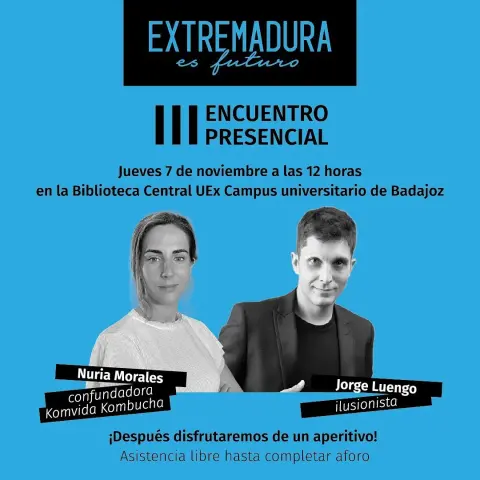 EXTREMADURA
es futuro
III ENCUENTRO
PRESENCIAL
Jueves 7 de noviembre a las 12 horas
en la Biblioteca Central UEx Campus universitario de Badajoz
Nuria Morales
confundadora
Komvida Kombucha
Jorge Luengo
ilusionista
¡Después disfrutaremos de un aperitivo!
Asistencia libre hasta completar aforo